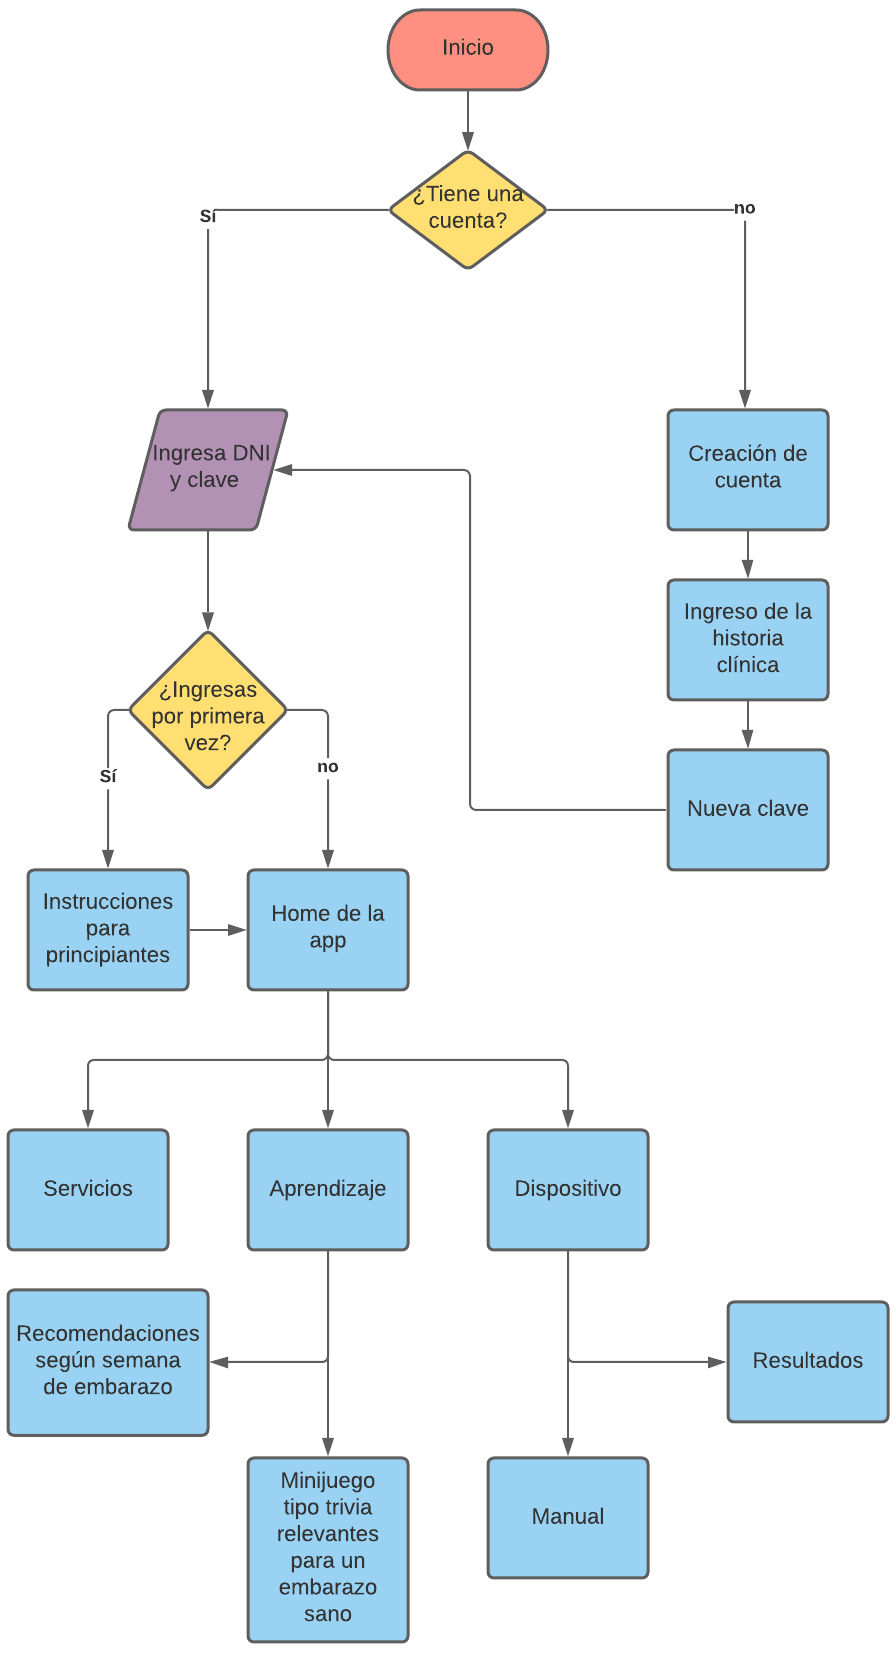 Inicio
¿Tiene una
cuenta?
Sí
no
Ingresa DNI
y clave
Creación de
cuenta
Ingreso de la
historia
clínica
¿Ingresas
por primera
vez?
Sí
no
Nueva clave
Instrucciones
para
principiantes
Home de la
app
Servicios
Aprendizaje
Dispositivo
Recomendaciones
según semana
de embarazo
Resultados
Minijuego
tipo trivia
relevantes
para un
embarazo
sano
Manual